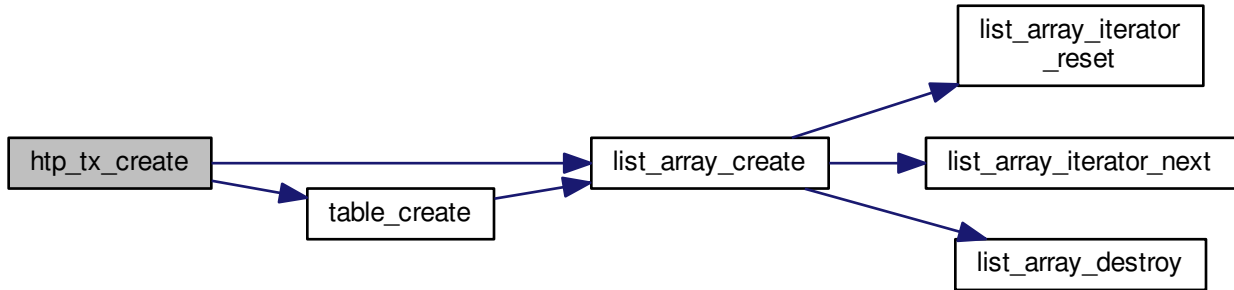 list_array_iterator
_reset
htp_tx_create
list_array_create
list_array_iterator_next
table_create
list_array_destroy